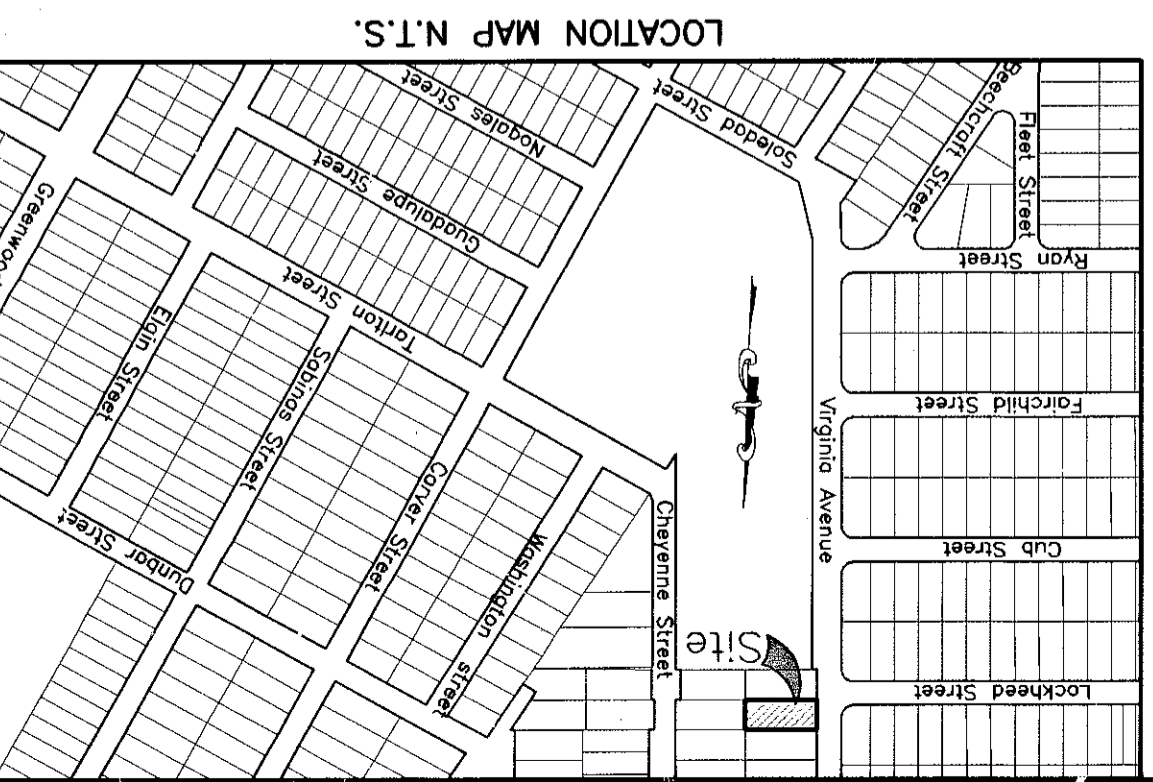 LOCATION MAP N.T.S.
Nogales Street
Soledad Street
Beechcraft Street
Fleet Street
Guadalupe Street
Ryan Street
Tarlton Street
Elgin Street
Sabinas Street
Fairchild Street
Virginia Avenue
Carver Street
Dunbar Street
Washington street
Cheyenne Street
Cub Street
Site
Lockheed Street